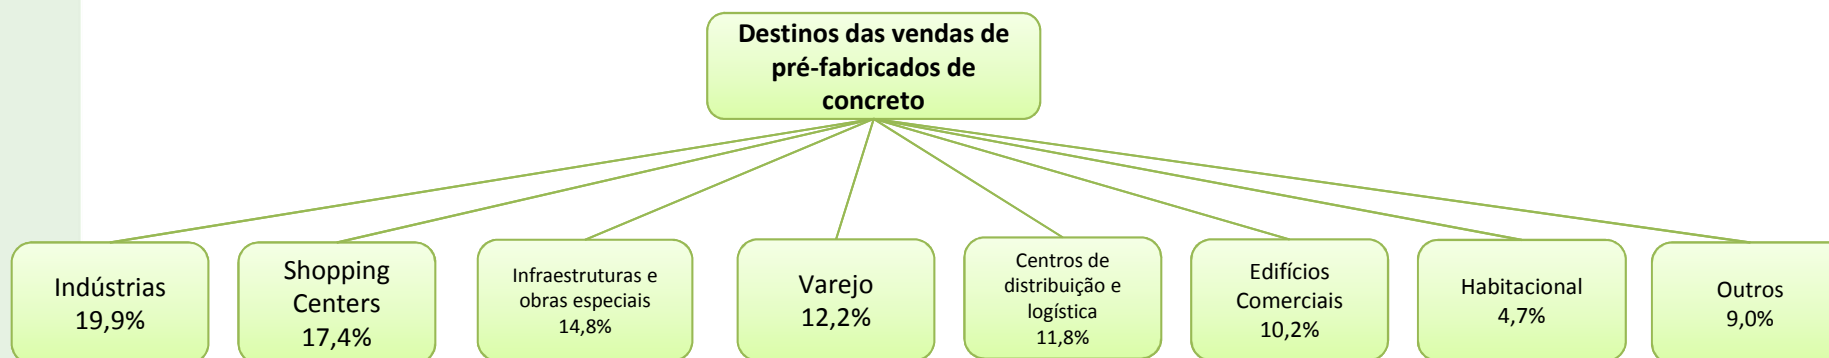 Destinos das vendas de
pré-fabricados de
concreto
Indústrias
19,9%
Shopping
Centers
17,4%
Infraestruturas e
obras especiais
14,8%
Varejo
12,2%
Centros de
distribuição e
logística
11,8%
Edifícios
Comerciais
10,2%
Habitacional
4,7%
Outros
9,0%